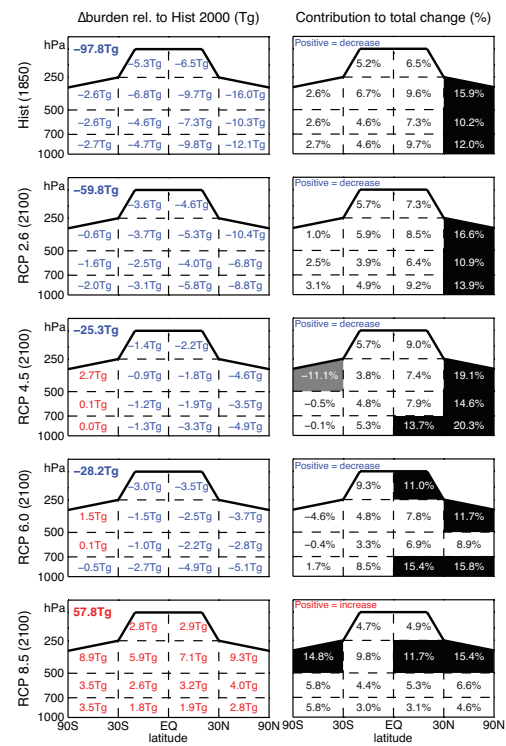 Δburden rel. to Hist 2000 (Tg) Contribution to total change (%)
Hist (1850)
hPa −97.8Tg Positive = decrease
−5.3Tg −6.5Tg 5.2% 6.5%
250
−2.6Tg −6.8Tg −9.7Tg −16.0Tg 2.6% 6.7% 9.6% 15.9%
500
−2.6Tg −4.6Tg −7.3Tg −10.3Tg 2.6% 4.6% 7.3% 10.2%
700
−2.7Tg −4.7Tg −9.8Tg −12.1Tg 2.7% 4.6% 9.7% 12.0%
1000
RCP 2.6 (2100)
hPa −59.8Tg Positive = decrease
−3.6Tg −4.6Tg 5.7% 7.3%
250
−0.6Tg −3.7Tg −5.3Tg −10.4Tg 1.0% 5.9% 8.5% 16.6%
500
−1.6Tg −2.5Tg −4.0Tg −6.8Tg 2.5% 3.9% 6.4% 10.9%
700
−2.0Tg −3.1Tg −5.8Tg −8.8Tg 3.1% 4.9% 9.2% 13.9%
1000
RCP 4.5 (2100)
hPa −25.3Tg Positive = decrease
−1.4Tg −2.2Tg 5.7% 9.0%
250
2.7Tg −0.9Tg −1.8Tg −4.6Tg −11.1% 3.8% 7.4% 19.1%
500
0.1Tg −1.2Tg −1.9Tg −3.5Tg −0.5% 4.8% 7.9% 14.6%
700
0.0Tg −1.3Tg −3.3Tg −4.9Tg −0.1% 5.3% 13.7% 20.3%
1000
RCP 6.0 (2100)
hPa −28.2Tg Positive = decrease
−3.0Tg −3.5Tg 9.3% 11.0%
250
1.5Tg −1.5Tg −2.5Tg −3.7Tg −4.6% 4.8% 7.8% 11.7%
500
0.1Tg −1.0Tg −2.2Tg −2.8Tg −0.4% 3.3% 6.9% 8.9%
700
−0.5Tg −2.7Tg −4.9Tg −5.1Tg 1.7% 8.5% 15.4% 15.8%
1000
RCP 8.5 (2100)
hPa 57.8Tg Positive = increase
2.8Tg 2.9Tg 4.7% 4.9%
250
8.9Tg 5.9Tg 7.1Tg 9.3Tg 14.8% 9.8% 11.7% 15.4%
500
3.5Tg 2.6Tg 3.2Tg 4.0Tg 5.8% 4.4% 5.3% 6.6%
700
3.5Tg 1.8Tg 1.9Tg 2.8Tg 5.8% 3.0% 3.1% 4.6%
1000
90S 30S EQ 30N 90N 90S 30S EQ 30N 90N
latitude latitude